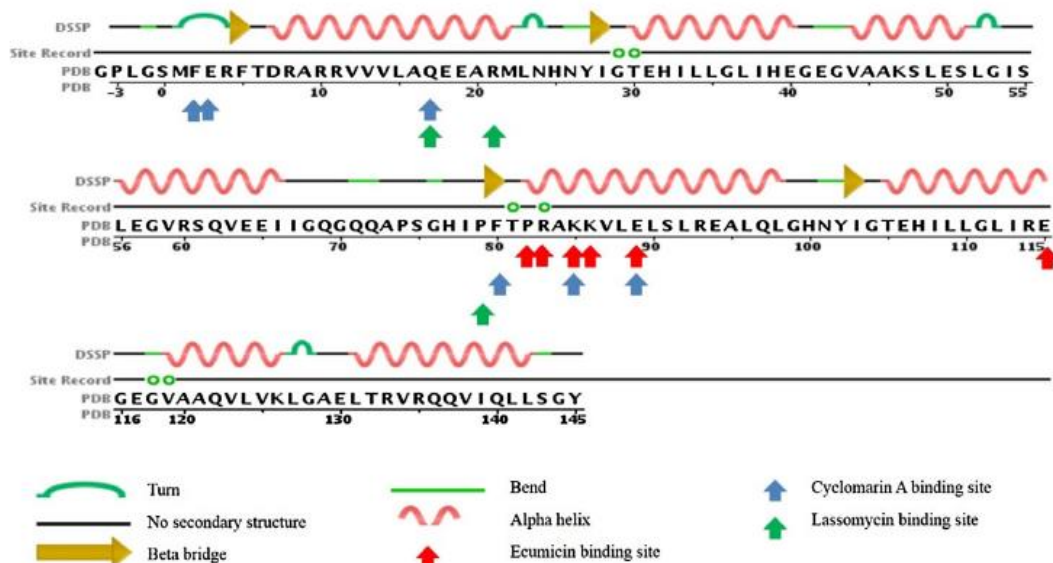 DSSP
Site Record
PDB GPLGSMFERFTDRARRVVVLAQEEARMLNHNYIGTEHILLGLIHEGEGVAAKSLESLGIS
PDB -3 0 10 20 30 40 50 55
DSSP
Site Record
PDB LEGVRSQVEEIIGQGQQAPSGHIPFTPRAKKVLELSLREALQLGHNYIGTEHILLGLIRE
PDB 56 60 70 80 90 100 110 115
DSSP
Site Record
PDB GEGVAAQVLVKLGAELTRVRQQVIQLLSGY
PDB 116 120 130 140 145
Turn
Bend
Cyclomarin A binding site
No secondary structure
Alpha helix
Lassomycin binding site
Beta bridge
Ecumicin binding site